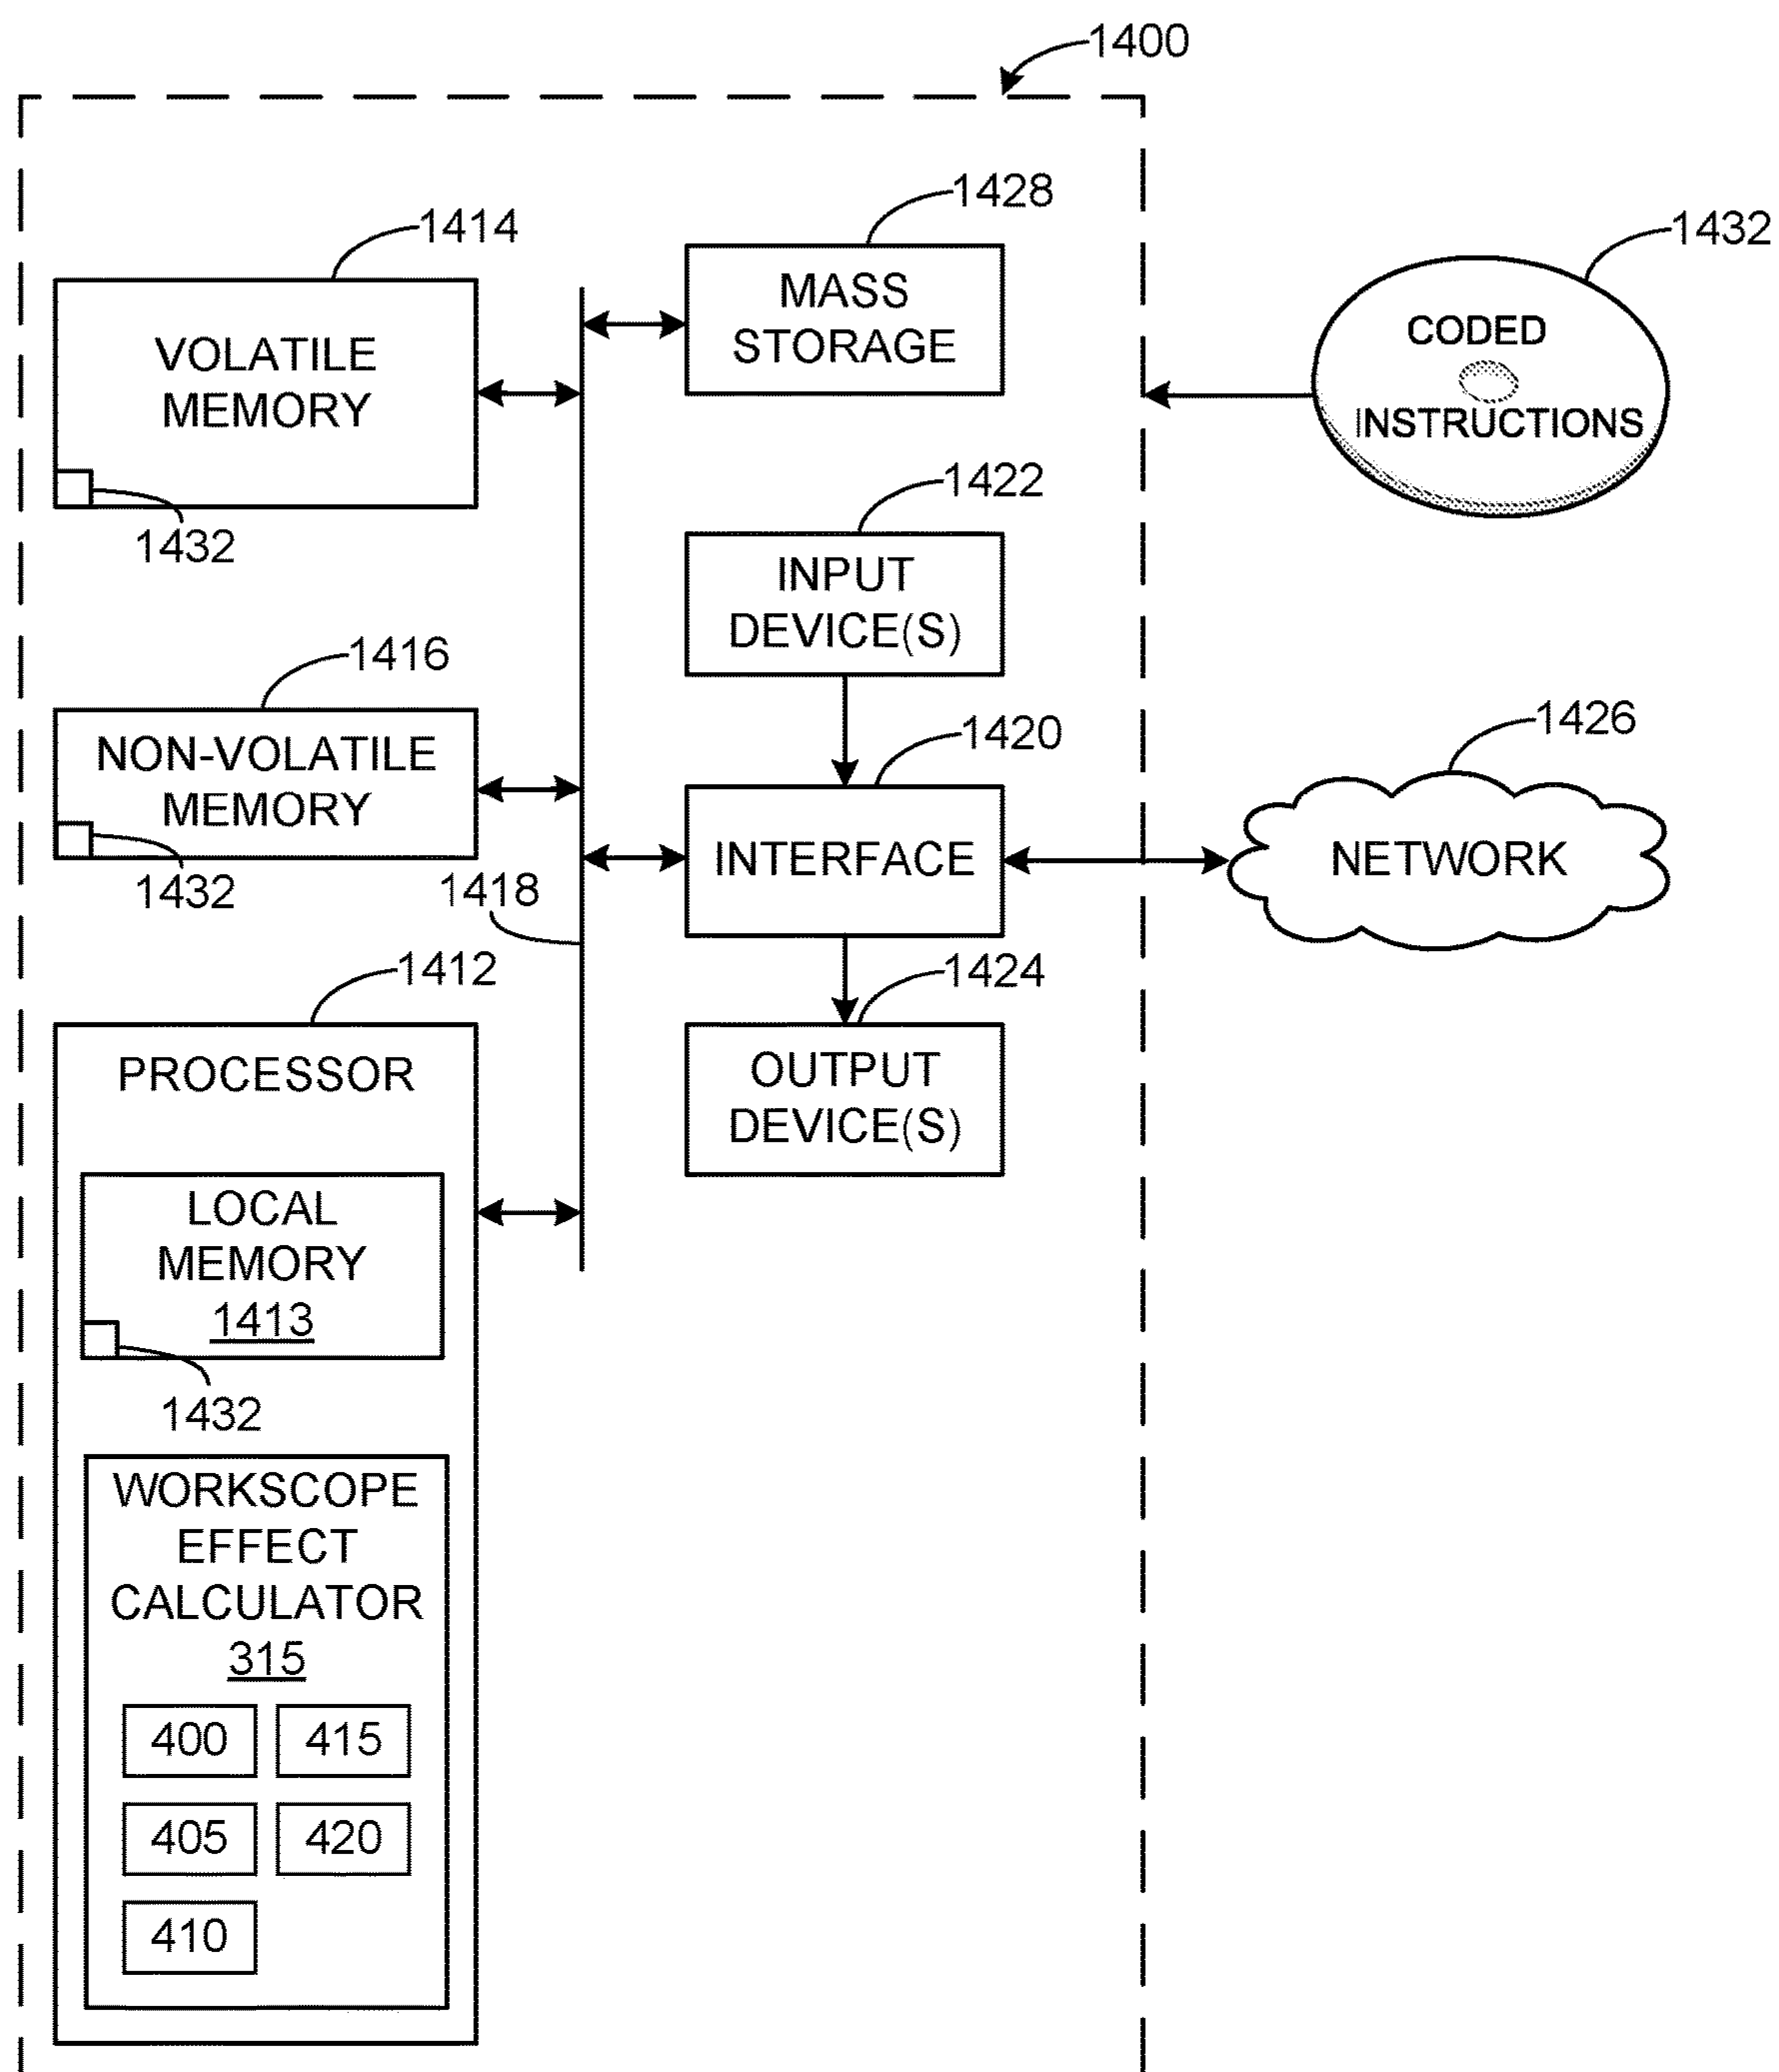 1400
1428
1414
1432
MASS
STORAGE
CODED
INSTRUCTIONS
VOLATILE
MEMORY
1432
1422
INPUT
DEVICE(S)
1416
1420
1426
NON-VOLATILE
MEMORY
1432
INTERFACE
NETWORK
1418
1412
1424
PROCESSOR
OUTPUT
DEVICE(S)
LOCAL
MEMORY
1413
1432
WORKSCOPE
EFFECT
CALCULATOR
315
400
415
405
420
410